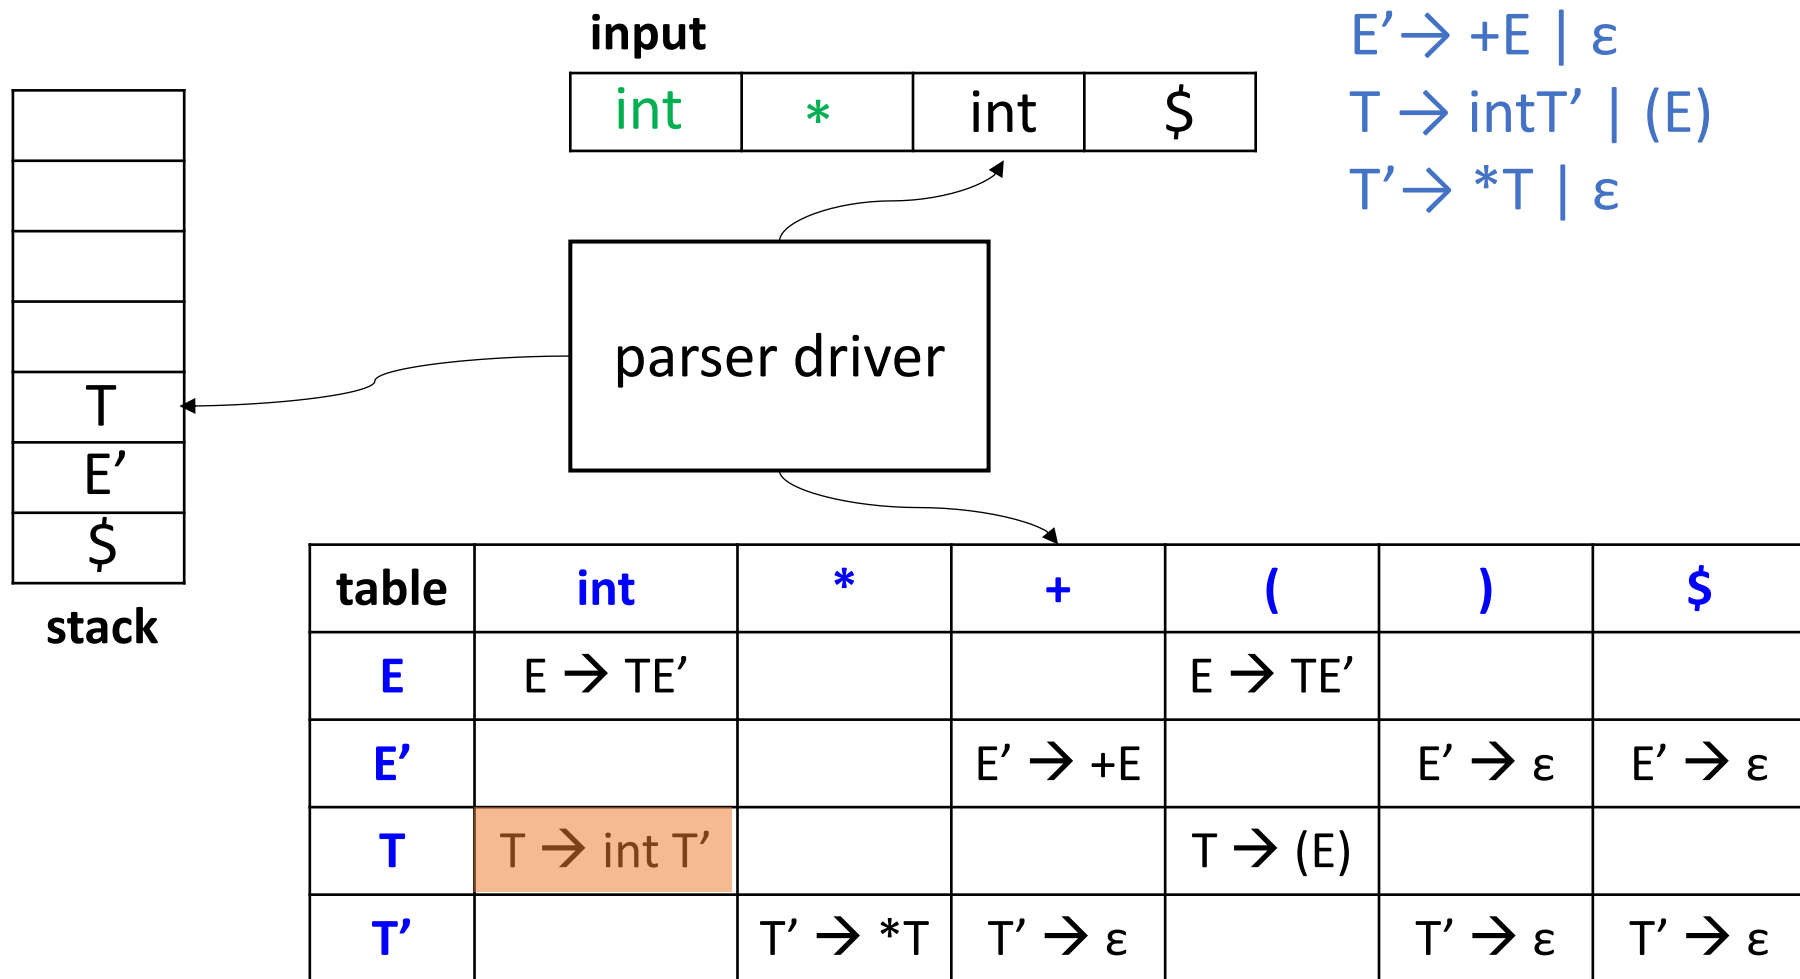 input
int * int $
E’→ +E | ε
T → intT’ | (E)
T’→ *T | ε
parser driver
T
E’
$
stack
table int * + ( ) $
E E → TE’ E → TE’
E’ E’ → +E E’ → ε E’ → ε
T T → int T’ T → (E)
T’ T’ → *T T’ → ε T’ → ε T’ → ε